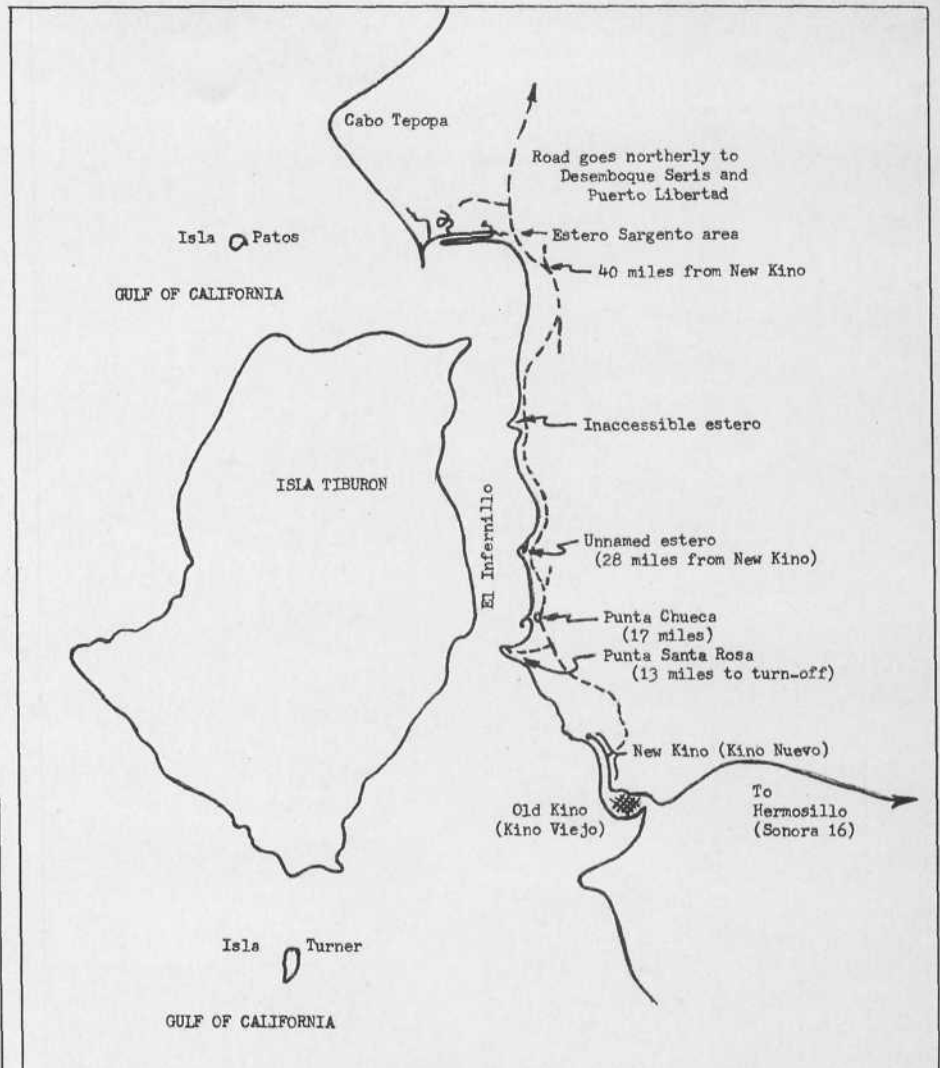 Cabo Tepopa
Road goes northerly to
Desemboque Seris and
Puerto Libertad
Isla Patos
Estero Sargento area
40 miles from New Kino
GULF OF CALIFORNIA
Inaccessible estero
ISLA TIBURON
El Infernillo
Unnamed estero
(28 miles from New Kino)
Punta Chueca
(17 miles)
Punta Santa Rosa
(13 miles to turn-off)
New Kino (Kino Nuevo)
Old Kino
(Kino Viejo)
To
Hermosillo
(Sonora 16)
Isla Turner
GULF OF CALIFORNIA